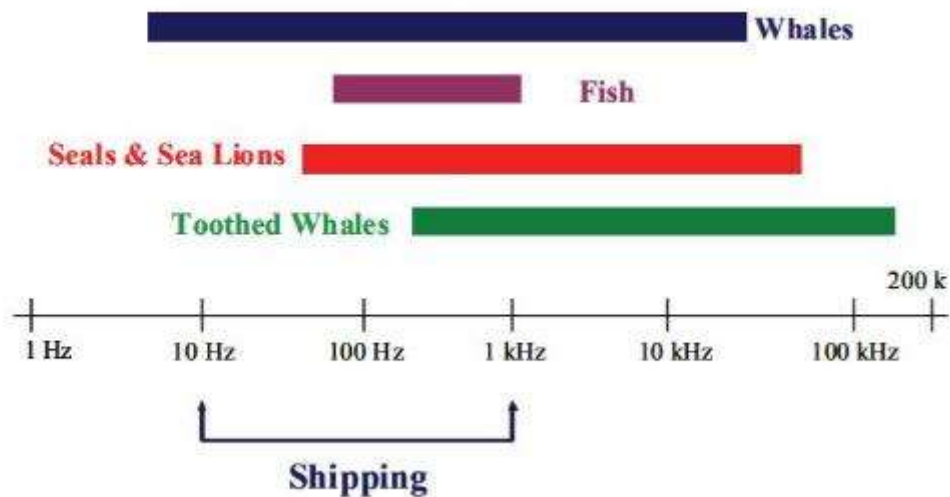 Whales
Fish
Seals & Sea Lions
Toothed Whales
200 k
1 Hz 10 Hz 100 Hz 1 kHz 10 kHz 100 kHz
Shipping